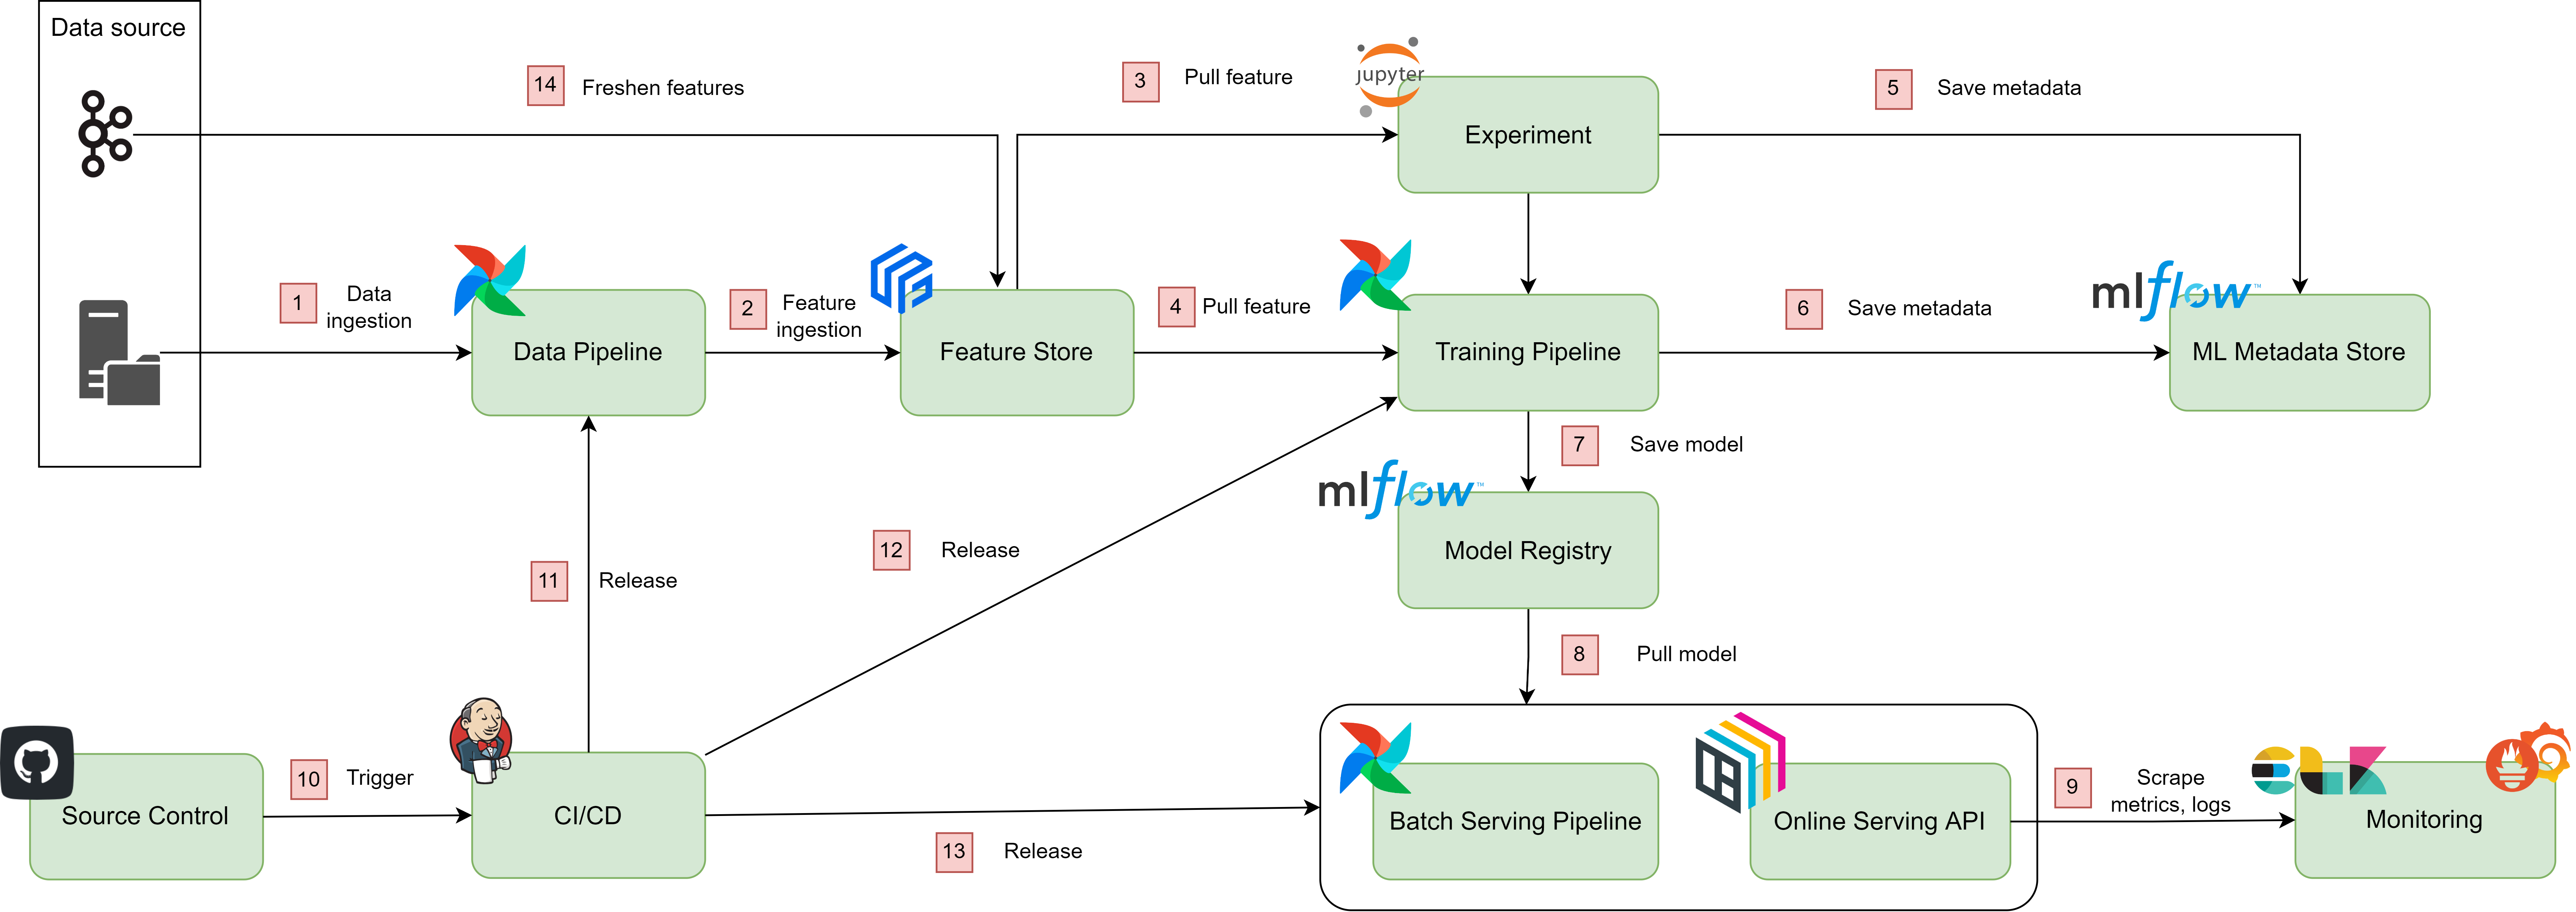 Data source
14
Freshen features
3
Pull feature
jupyter
Experiment
5
Save metadata
1
Data
ingestion
Data Pipeline
2
Feature
ingestion
Feature Store
4
Pull feature
Training Pipeline
6
Save metadata
mlflow™
ML Metadata Store
7
Save model
mlflow™
Model Registry
12
Release
11
Release
8
Pull model
Source Control
10
Trigger
CI/CD
13
Release
Batch Serving Pipeline
Online Serving API
9
Scrape
metrics, logs
Monitoring